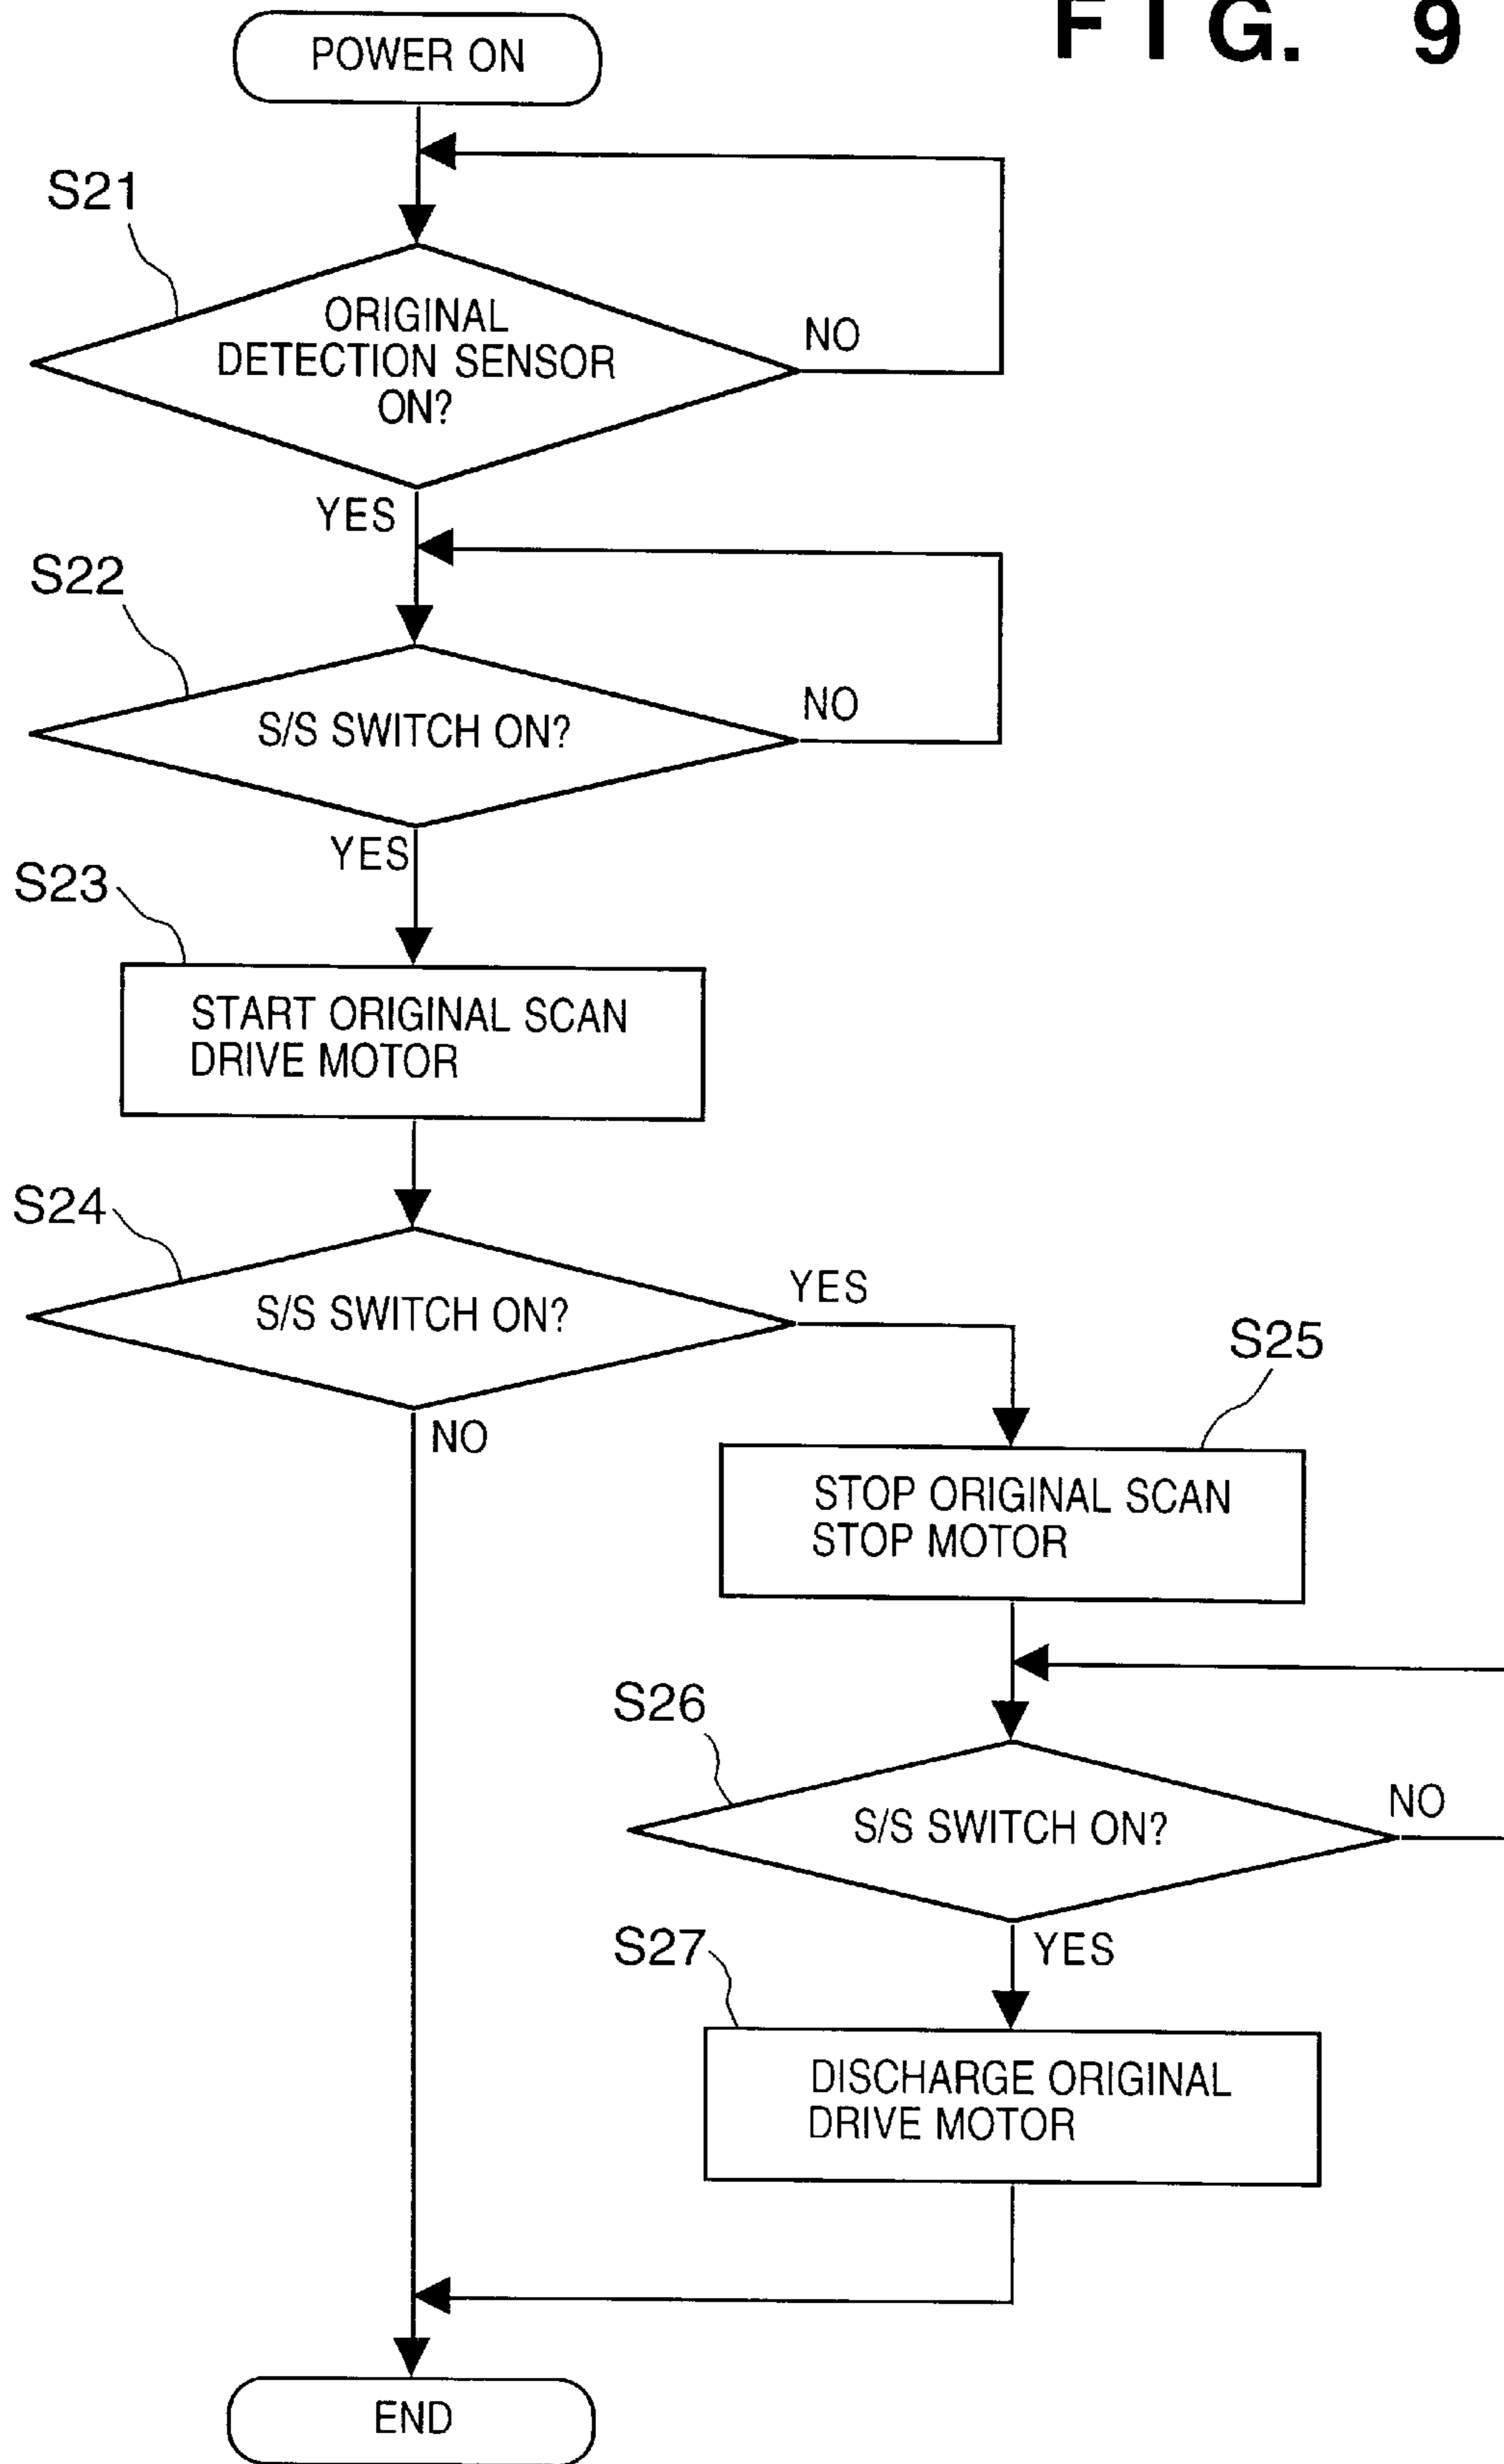 FIG. 9
POWER ON
S21
ORIGINAL
DETECTION SENSOR
ON?
NO
YES
S22
S/S SWITCH ON?
NO
YES
S23
START ORIGINAL SCAN
DRIVE MOTOR
S24
S/S SWITCH ON?
YES
NO
S25
STOP ORIGINAL SCAN
STOP MOTOR
S26
S/S SWITCH ON?
NO
YES
S27
DISCHARGE ORIGINAL
DRIVE MOTOR
END